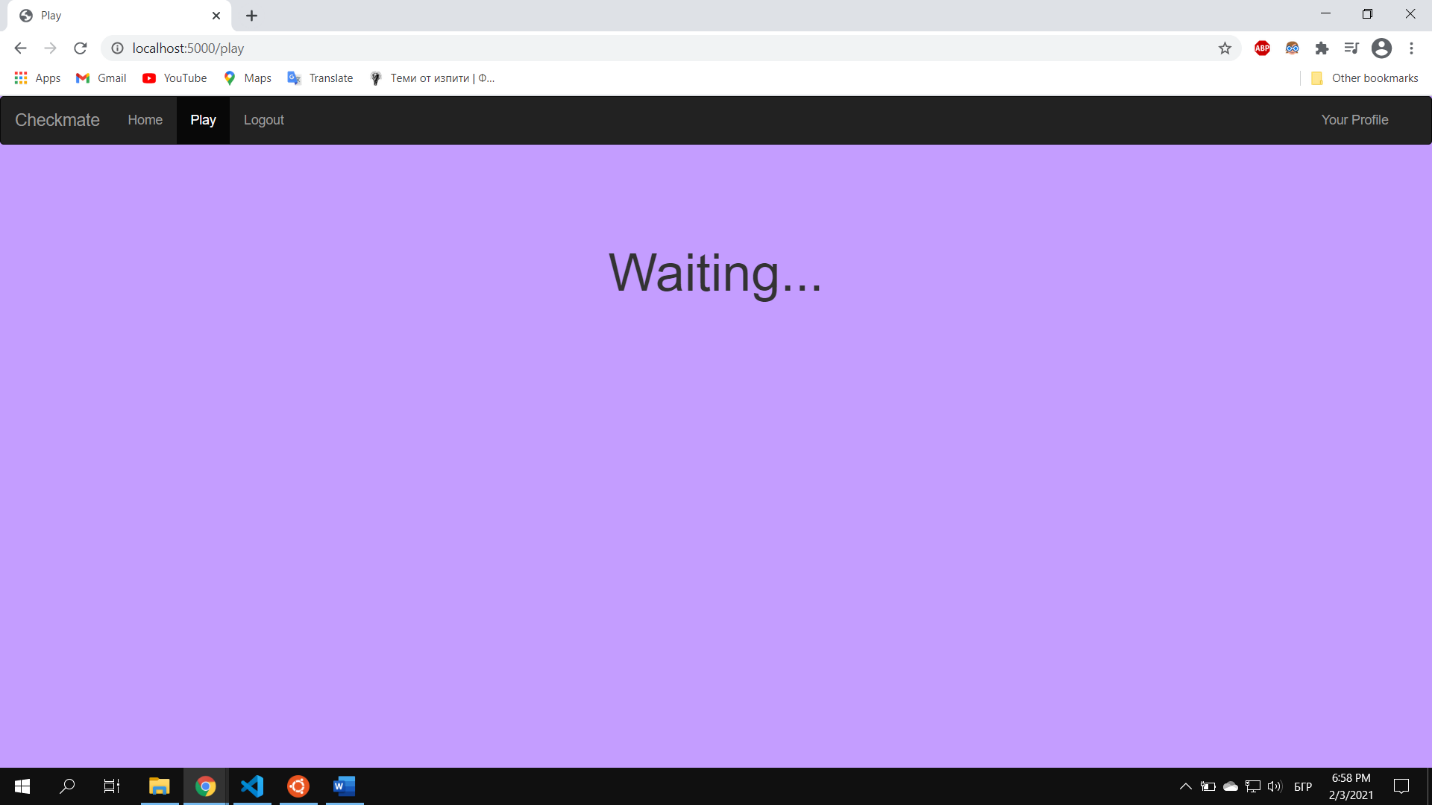 Play
localhost:5000/play
Apps Gmail YouTube Maps Translate Теми от изпити | Ф... Other bookmarks
Checkmate Home Play Logout Your Profile
Waiting...
6:58 PM
БГР
2/3/2021